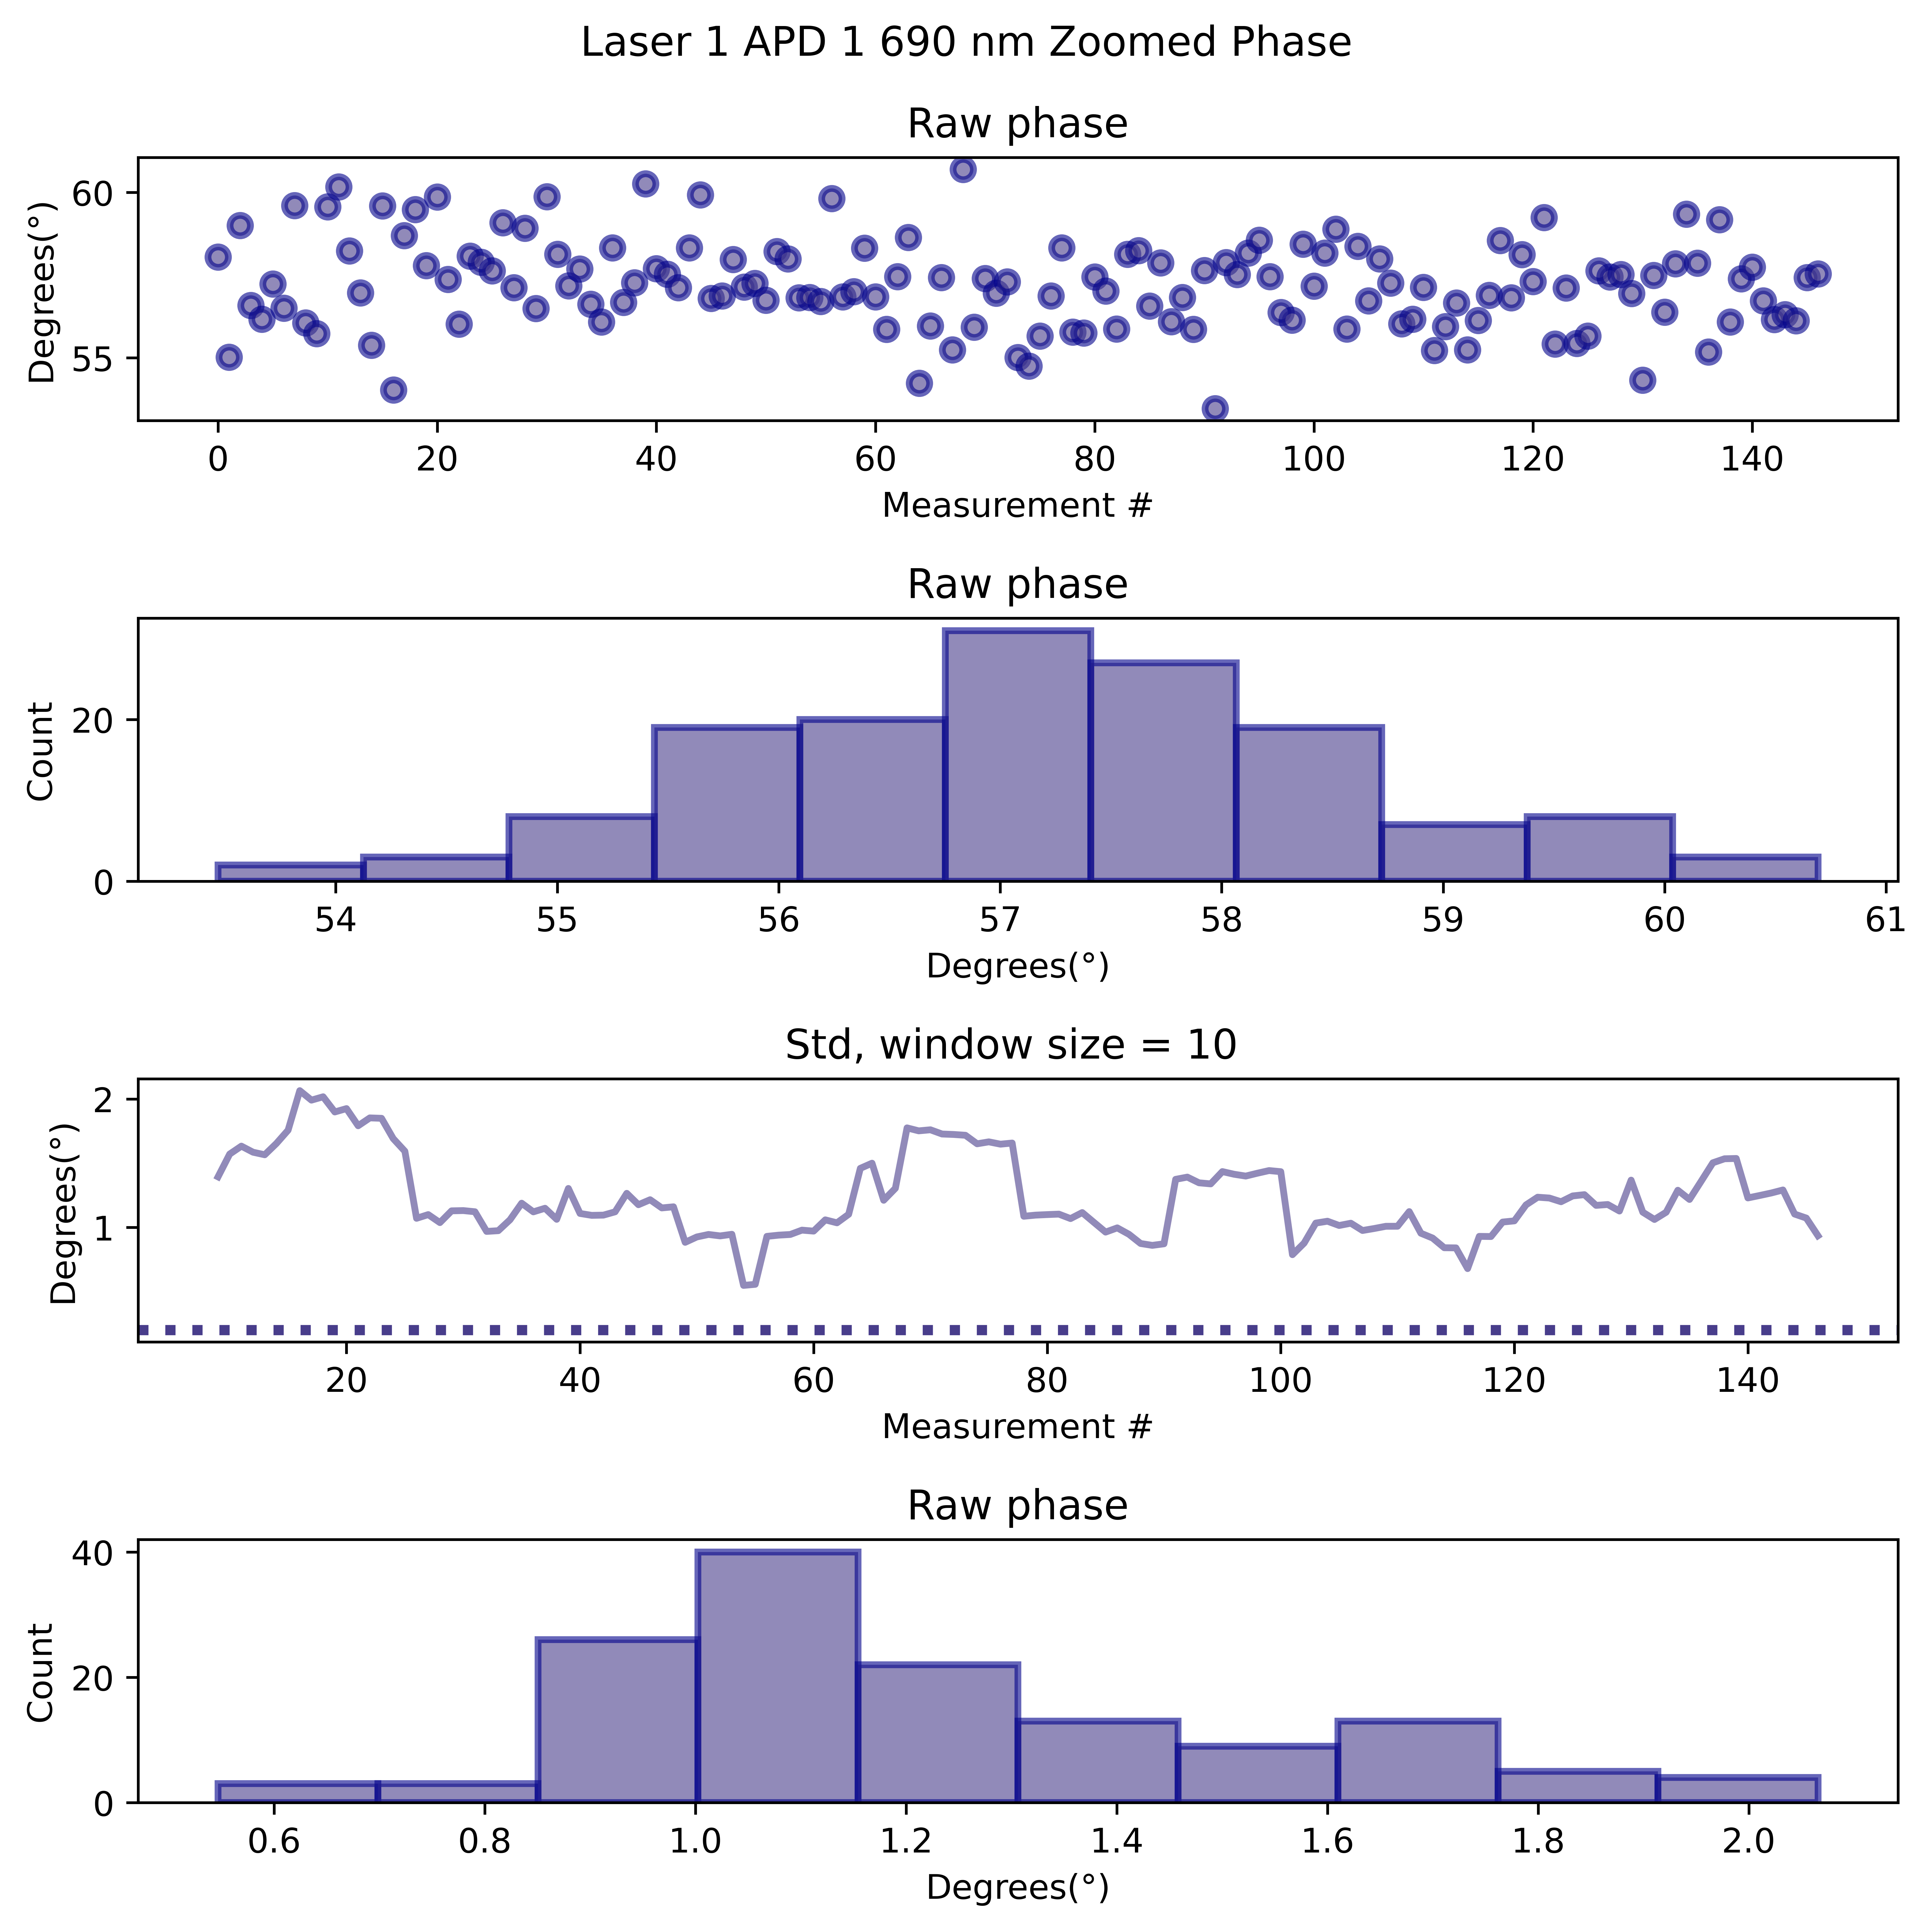 Laser 1 APD 1 690 nm Zoomed Phase
Raw phase
Degrees(°)
60
55
0 20 40 60 80 100 120 140
Measurement #
Raw phase
Count
20
0
54 55 56 57 58 59 60 61
Degrees(°)
Std, window size = 10
Degrees(°)
2
1
20 40 60 80 100 120 140
Measurement #
Raw phase
Count
40
20
0
0.6 0.8 1.0 1.2 1.4 1.6 1.8 2.0
Degrees(°)